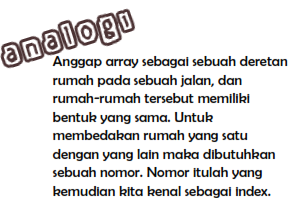 analogi
Anggap array sebagai sebuah deretan
rumah pada sebuah jalan, dan
rumah-rumah tersebut memiliki
bentuk yang sama. Untuk
membedakan rumah yang satu
dengan yang lain maka dibutuhkan
sebuah nomor. Nomor itulah yang
kemudian kita kenal sebagai index.